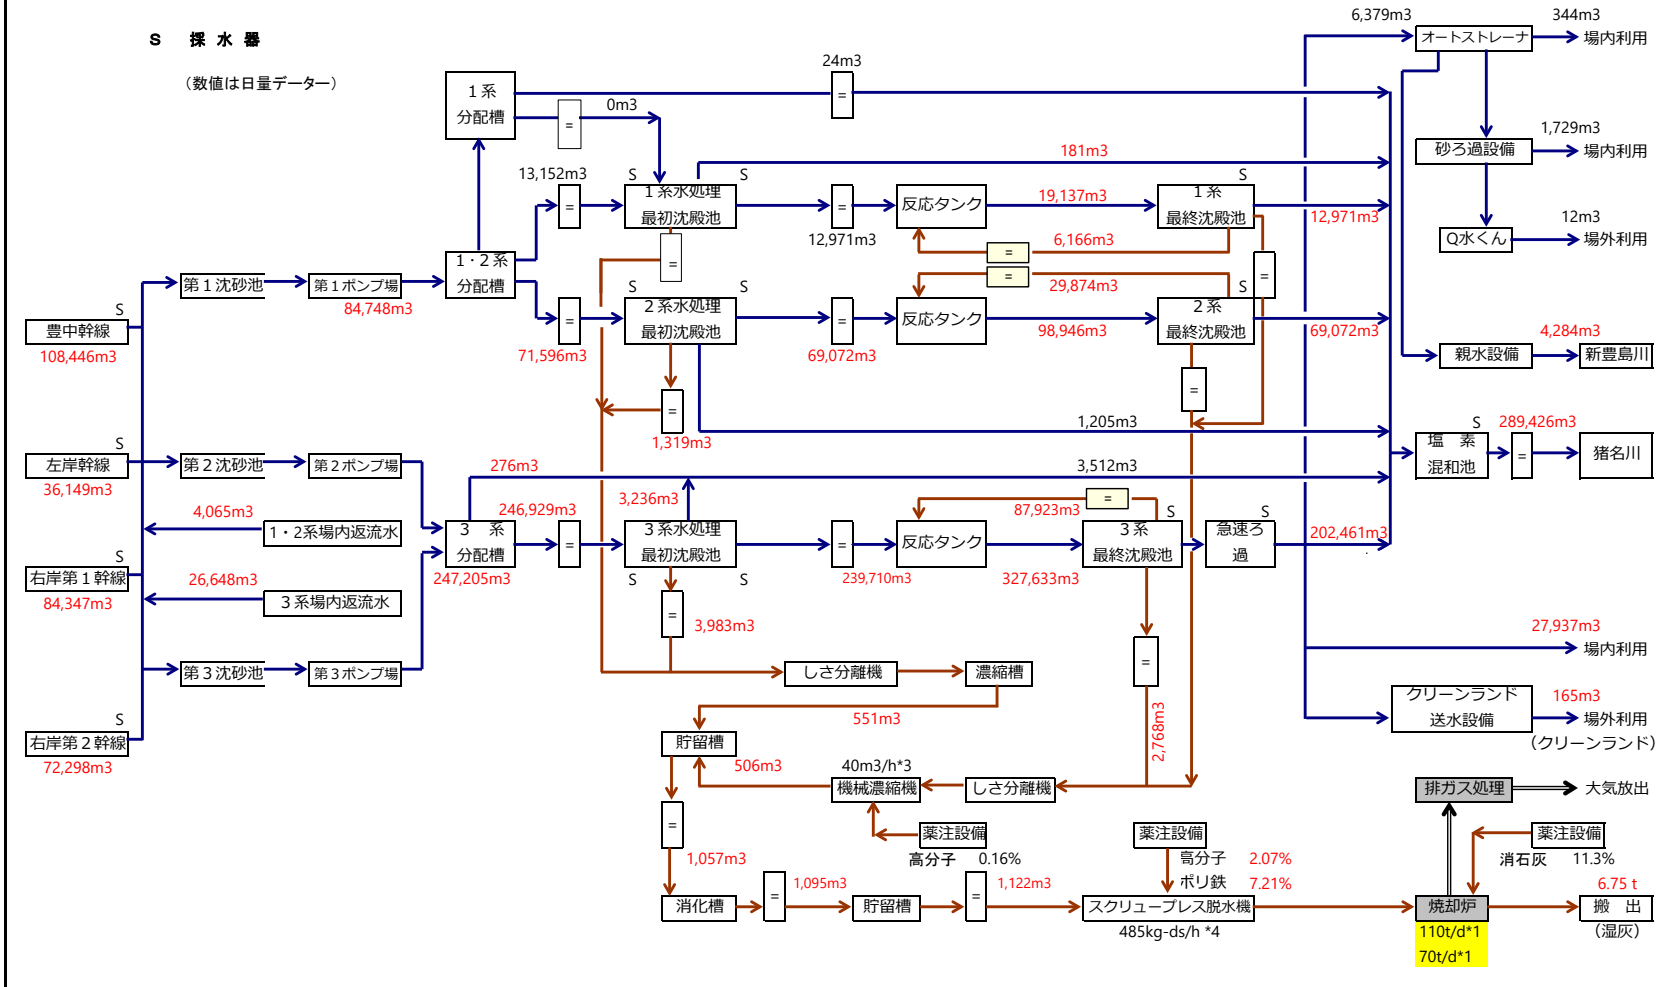 S 採 水 器
（数値は日量データー）
6,379m3
344m3
オートストレーナ
場内利用
24m3
1系
分配槽
=
=
0m3
1,729m3
砂ろ過設備
場内利用
181m3
13,152m3
S
S
S
=
1系水処理
最初沈殿池
=
反応タンク
19,137m3
1系
最終沈殿池
12,971m3
12,971m3
12m3
Q水くん
場外利用
6,166m3
=
=
=
=
1・2系
分配槽
29,874m3
第1沈砂池
第1ポンプ場
84,748m3
S
S
S
S
豊中幹線
108,446m3
=
71,596m3
2系水処理
最初沈殿池
=
69,072m3
反応タンク
98,946m3
2系
最終沈殿池
69,072m3
4,284m3
親水設備
新豊島川
=
=
1,319m3
1,205m3
S
左岸幹線
36,149m3
第2沈砂池
第2ポンプ場
276m3
3,512m3
S
塩 素
混和池
289,426m3
=
猪名川
3,236m3
=
87,923m3
4,065m3
1・2系場内返流水
246,929m3
3 系
分配槽
247,205m3
=
3系水処理
最初沈殿池
S
S
=
239,710m3
反応タンク
327,633m3
S
3系
最終沈殿池
S
急速ろ
過
202,461m3
S
右岸第1幹線
84,347m3
26,648m3
3系場内返流水
=
3,983m3
27,937m3
場内利用
第3沈砂池
第3ポンプ場
しさ分離機
濃縮槽
=
S
右岸第2幹線
72,298m3
551m3
2,768m3
クリーンランド
送水設備
165m3
場外利用
（クリーンランド）
貯留槽
506m3
40m3/h*3
機械濃縮機
しさ分離機
排ガス処理
大気放出
=
薬注設備
高分子 0.16%
薬注設備
高分子 2.07%
ポリ鉄 7.21%
薬注設備
消石灰 11.3%
1,057m3
消化槽
=
1,095m3
貯留槽
=
1,122m3
スクリュープレス脱水機
485kg-ds/h *4
焼却炉
110t/d*1
70t/d*1
6.75 t
搬 出
（湿灰）